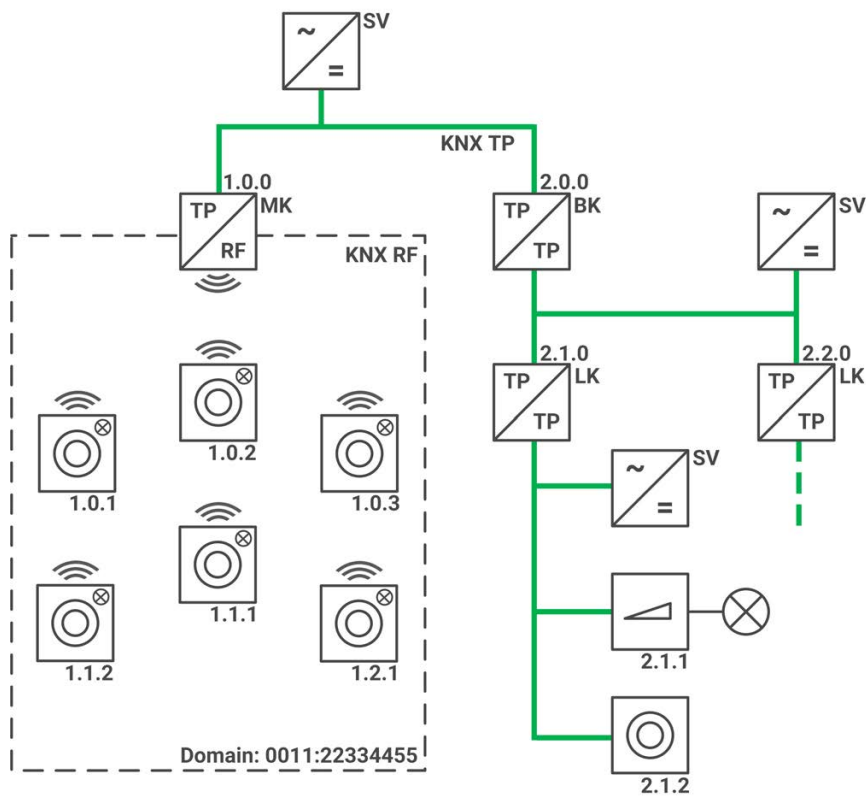 ~
=
SV
KNX TP
1.0.0
TP
RF
MK
2.0.0
TP
TP
BK
~
=
SV
KNX RF
2.1.0
TP
TP
LK
2.2.0
TP
TP
LK
1.0.1
1.0.2
1.0.3
~
=
SV
1.1.2
1.1.1
1.2.1
2.1.1
2.1.2
Domain: 0011:22334455